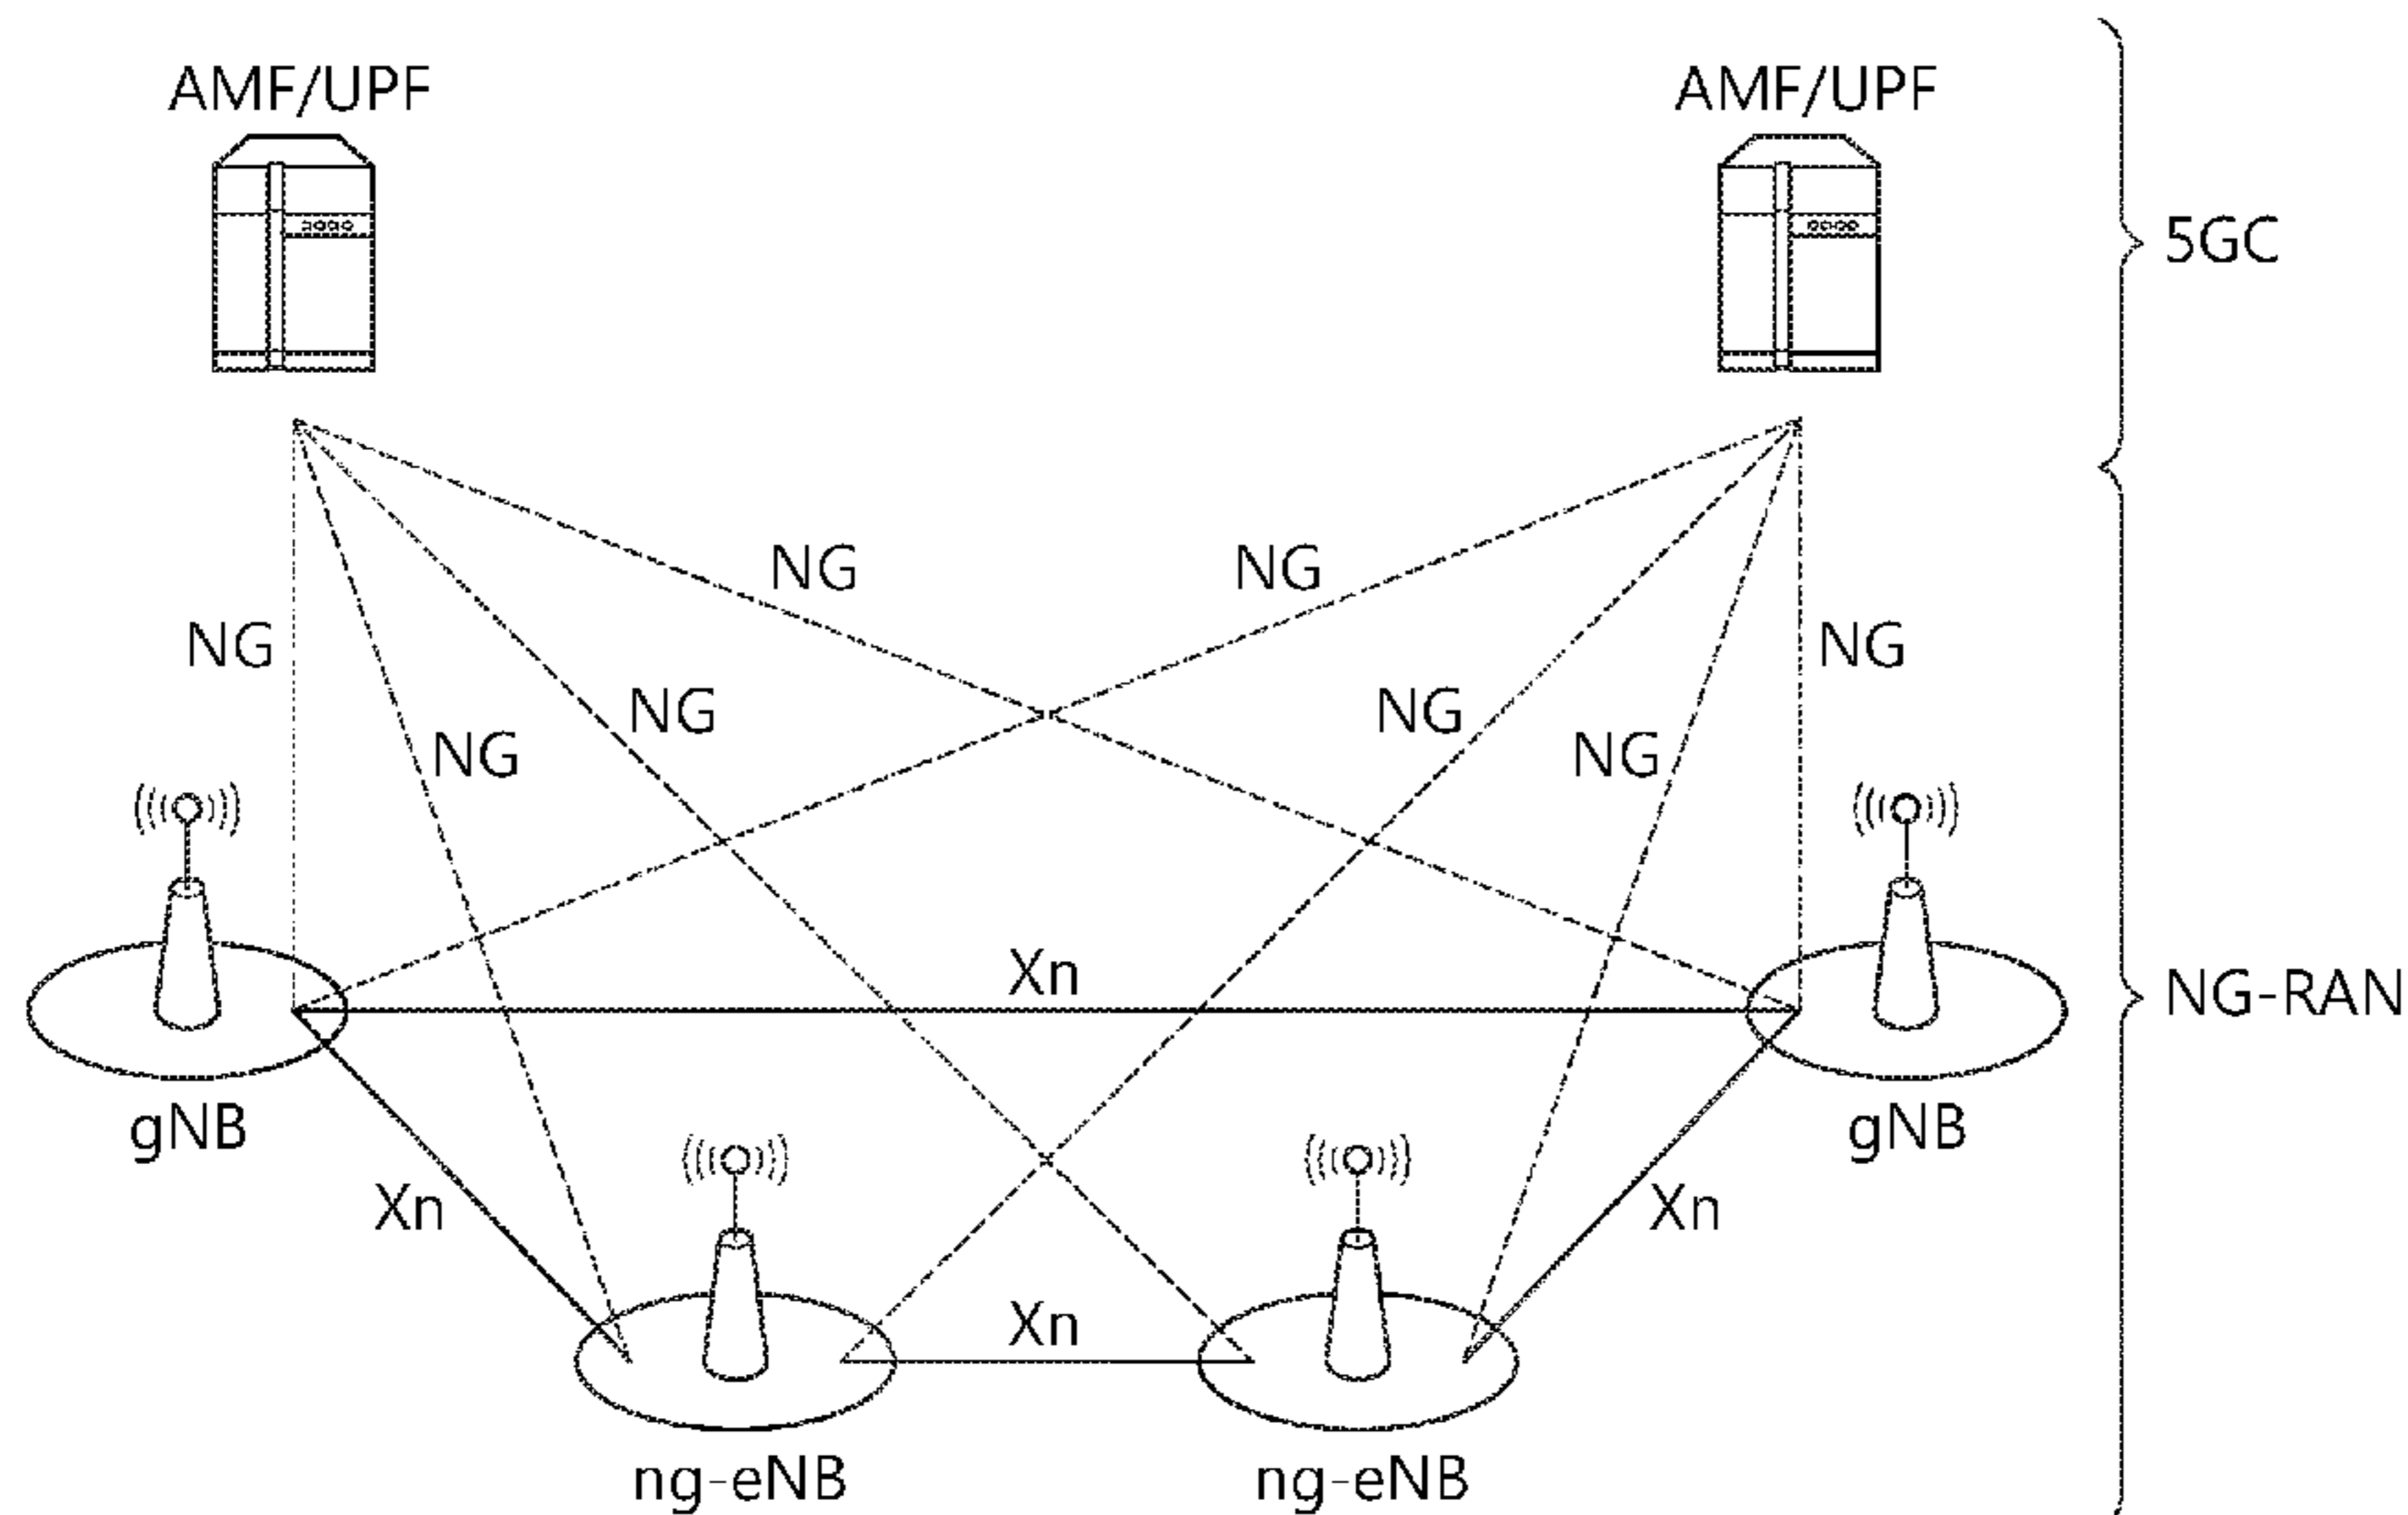 AMF/UPF
AMF/UPF
5GC
NG
NG
NG
NG
NG
NG
NG
NG
Xn
NG-RAN
gNB
gNB
Xn
Xn
Xn
ng-eNB
ng-eNB